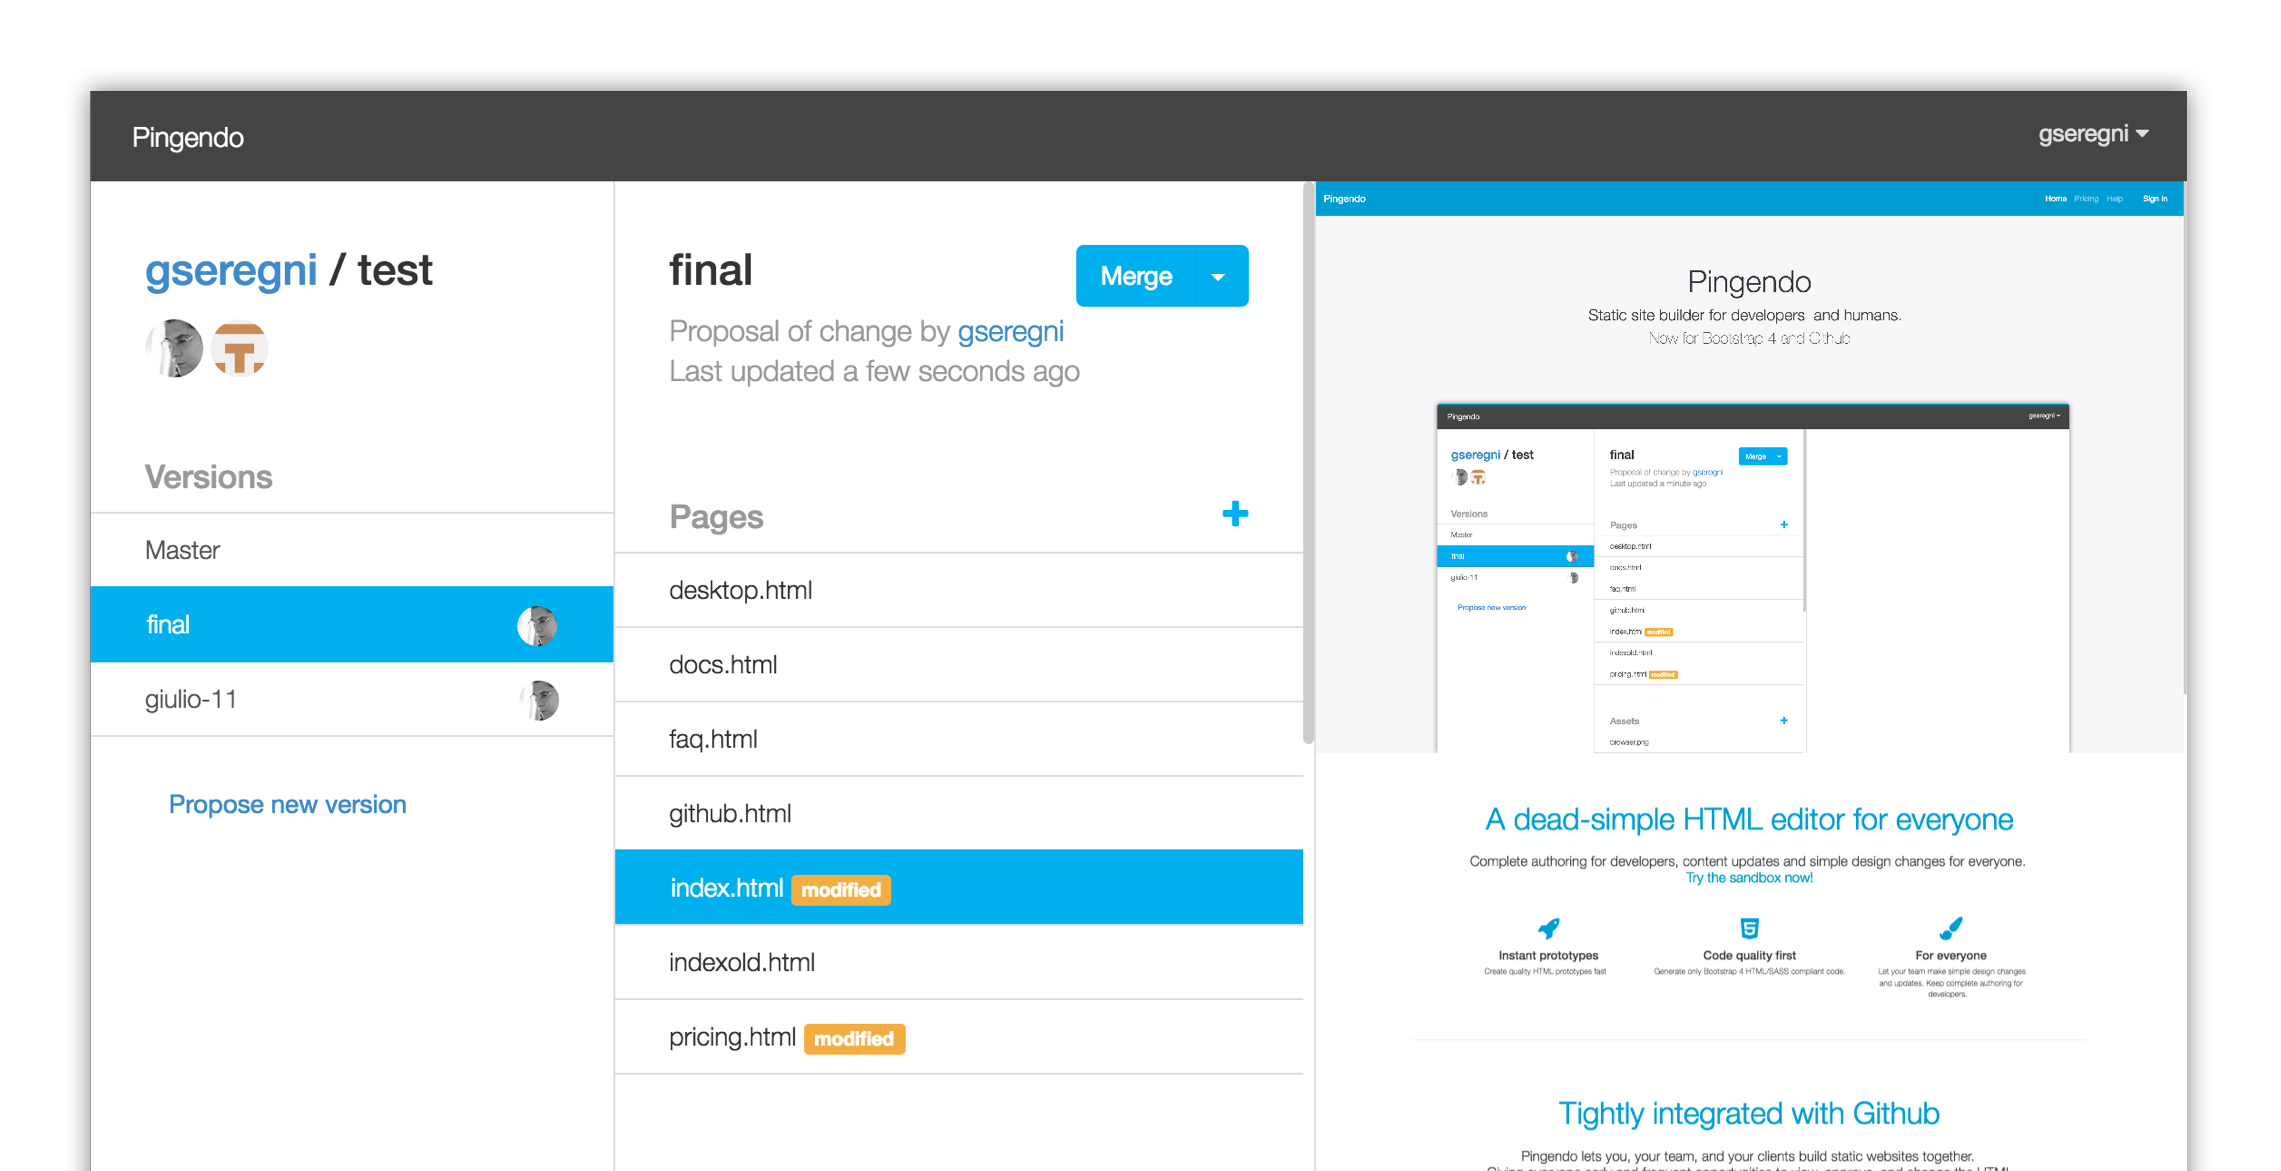 Pingendo
gseregni
gseregni / test
Versions
Master
final
giulio-11
Propose new version
final
Merge
Proposal of change by gseregni
Last updated a few seconds ago
Pages
desktop.html
docs.html
faq.html
github.html
index.html modified
indexold.html
pricing.html modified
Pingendo
Home Pricing Help Sign in
Pingendo
Static site builder for developers and humans.
Now for Bootstrap 4 and Github
Pingendo
gseregni
gseregni / test
Versions
Master
final
giulio-11
Propose new version
final
Merge
Proposal of change by gseregni
Last updated a minute ago
Pages
desktop.html
docs.html
faq.html
github.html
index.html modified
indexold.html
pricing.html modified
Assets
browser.png
A dead-simple HTML editor for everyone
Complete authoring for developers, content updates and simple design changes for everyone.
Try the sandbox now!
Instant prototypes
Create quality HTML prototypes fast
Code quality first
Generate only Bootstrap 4 HTML/SASS compliant code.
For everyone
Let your team make simple design changes
and updates. Keep complete authoring for
developers.
Tightly integrated with Github
Pingendo lets you, your team, and your clients build static websites together.